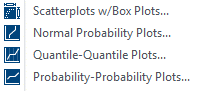 Scatterplots w/Box Plots...
Normal Probability Plots...
Quantile-Quantile Plots...
Probability-Probability Plots...